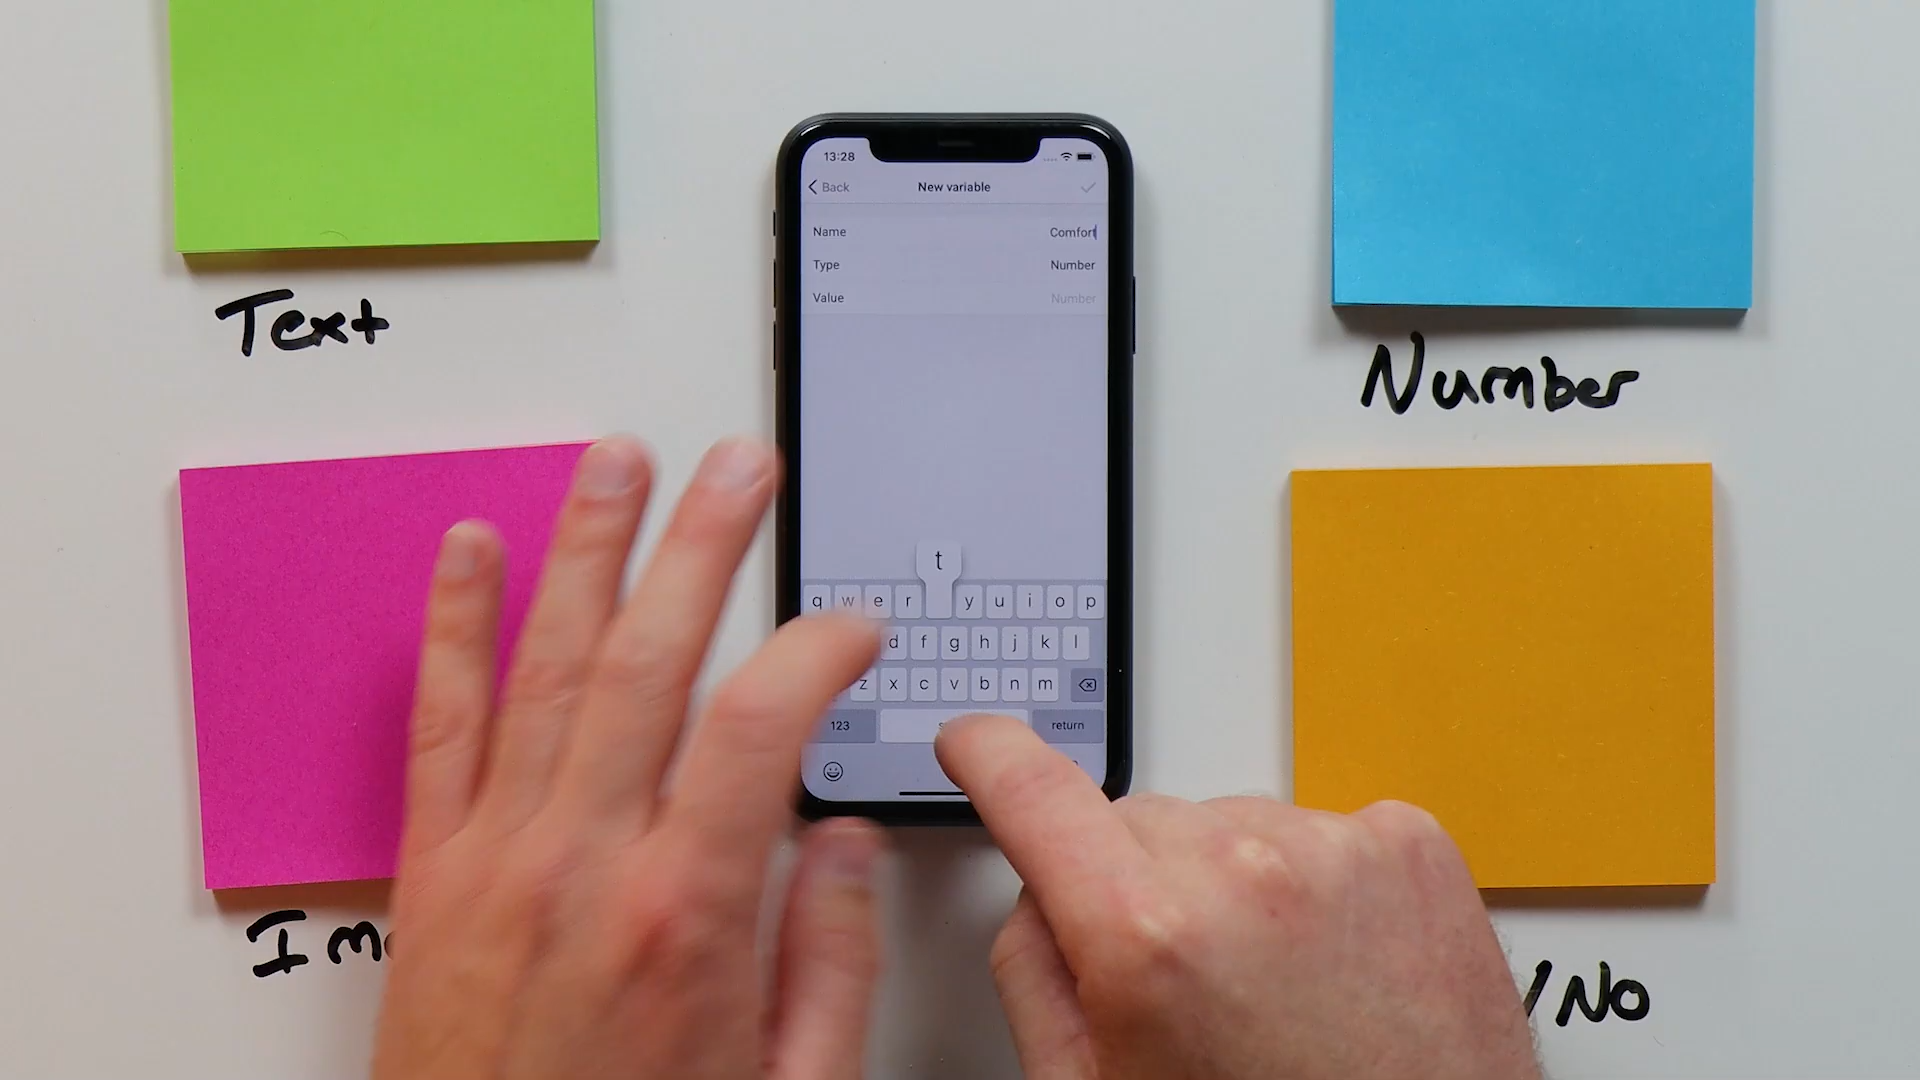 13:28
Back
New variable
Name
Comfort
Type
Number
Value
Number
Text
Number
t
q w e r y u i o p
d f g h j k l
z x c v b n m
123
return
/No